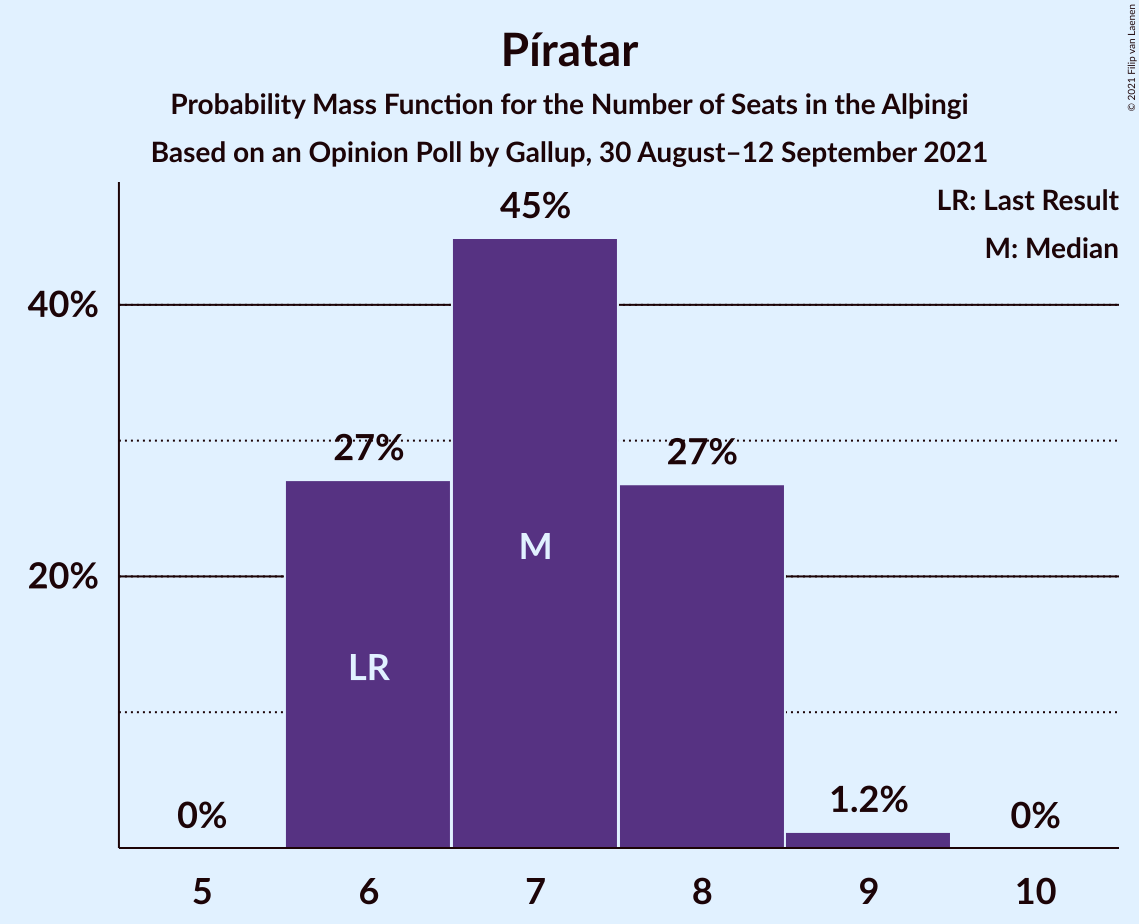 Píratar
Probability Mass Function for the Number of Seats in the Alþingi
Based on an Opinion Poll by Gallup, 30 August–12 September 2021
© 2021 Filip van Laenen
LR: Last Result
M: Median
45%
40%
27%
27%
M
20%
LR
1.2%
0%
0%
5 6 7 8 9 10